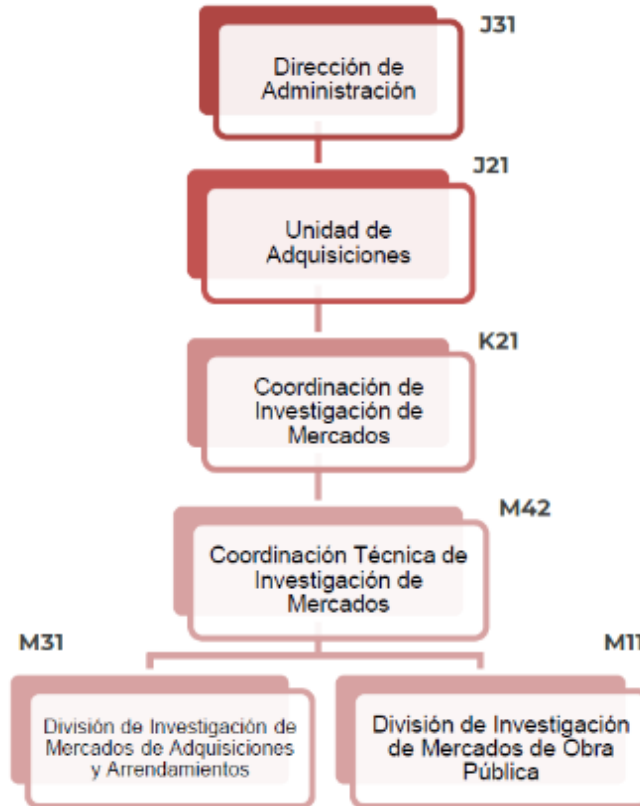 J31
Dirección de
Administración
J21
Unidad de
Adquisiciones
K21
Coordinación de
Investigación de
Mercados
M42
Coordinación Técnica de
Investigación de
Mercados
M31
M11
División de Investigación de
Mercados de Adquisiciones
y Arrendamientos
División de Investigación
de Mercados de Obra
Pública